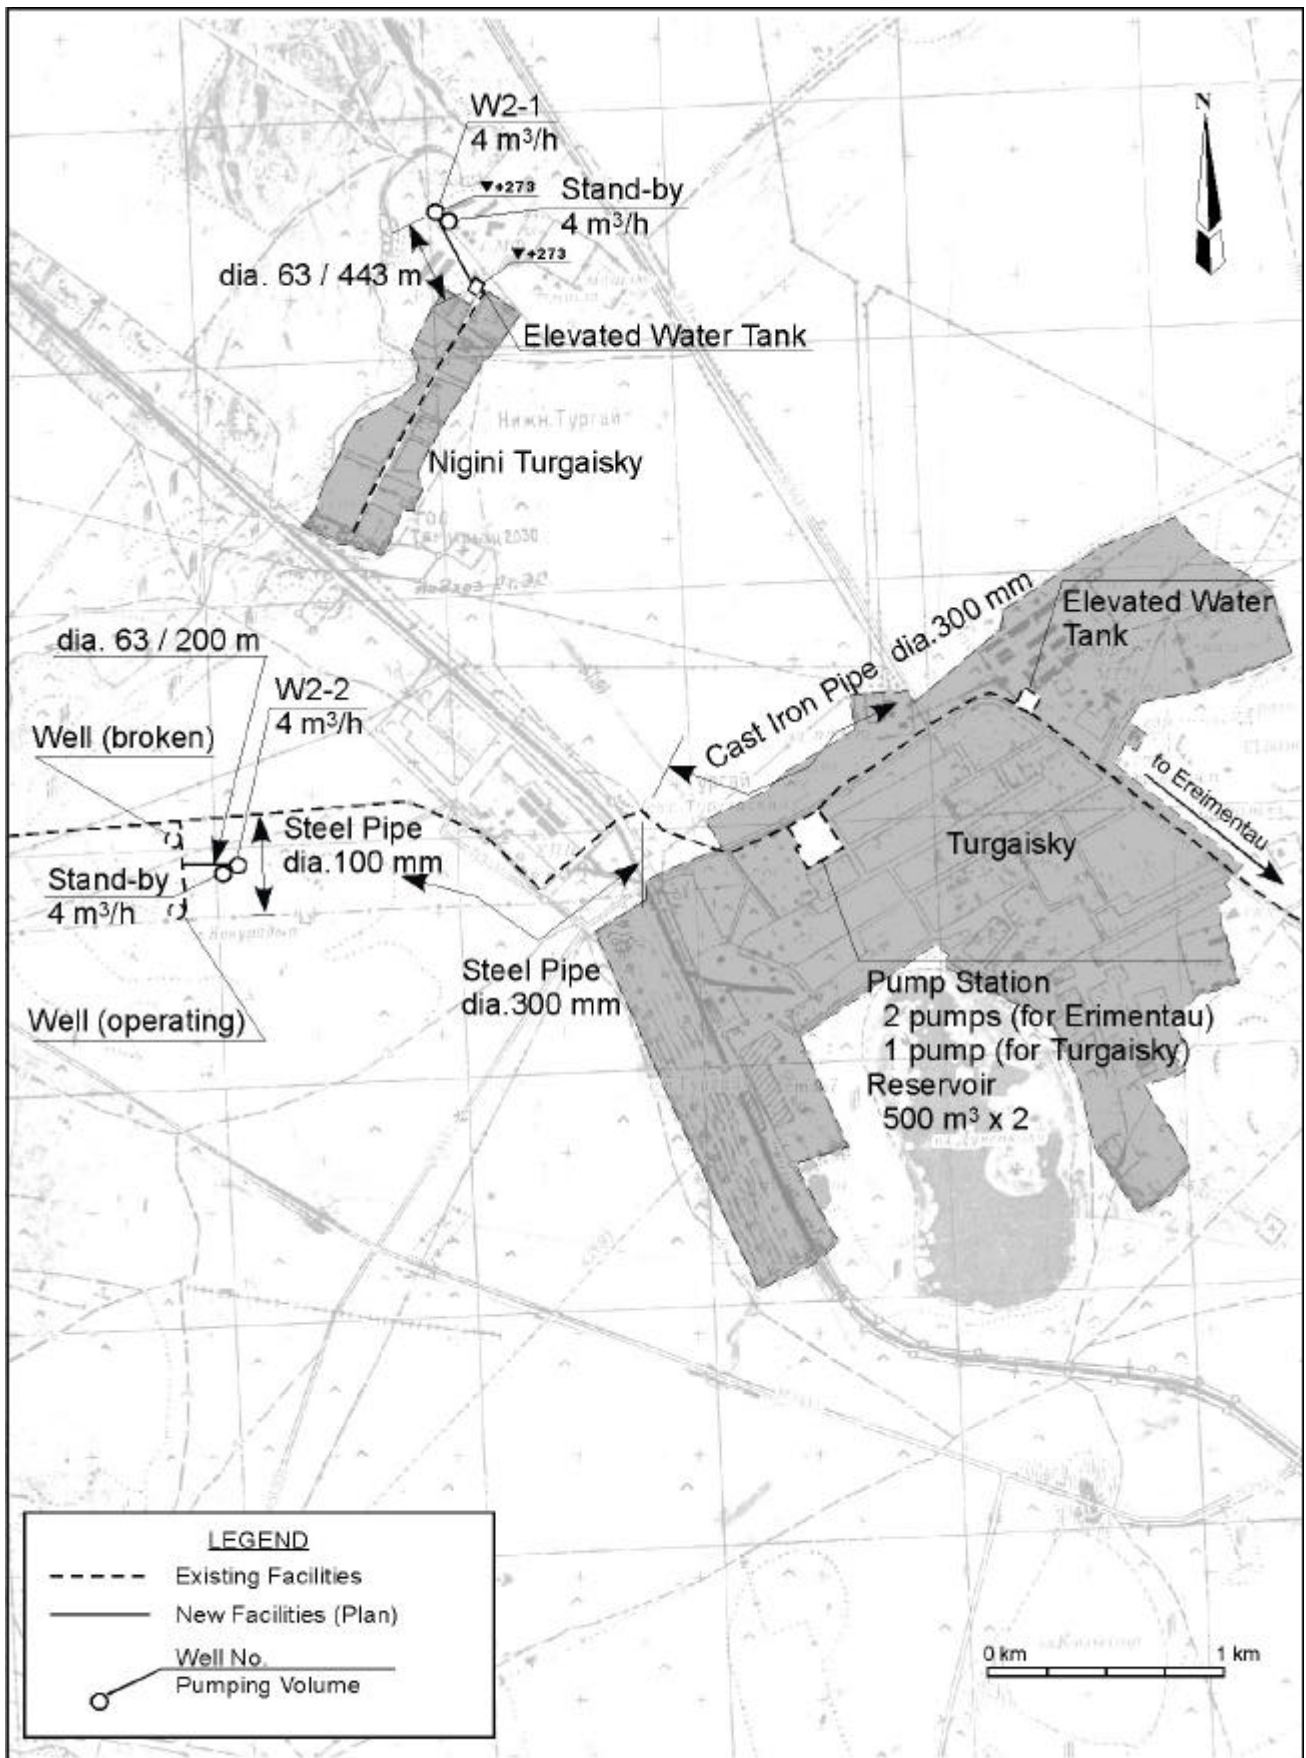 N
W2-1
4 m³/h
▼+273
Stand-by
4 m³/h
▼+273
dia. 63 / 443 m
Elevated Water Tank
Нижн. Тургай
Nigini Turgaisky
Cast Iron Pipe dia.300 mm
Elevated Water
Tank
dia. 63 / 200 m
W2-2
4 m³/h
Well (broken)
to Ereimentau
Steel Pipe
dia.100 mm
Turgaisky
Stand-by
4 m³/h
Steel Pipe
dia.300 mm
Well (operating)
Pump Station
2 pumps (for Erimentau)
1 pump (for Turgaisky)
Reservoir
500 m³ x 2
LEGEND
Existing Facilities
New Facilities (Plan)
Well No.
Pumping Volume
0 km 1 km